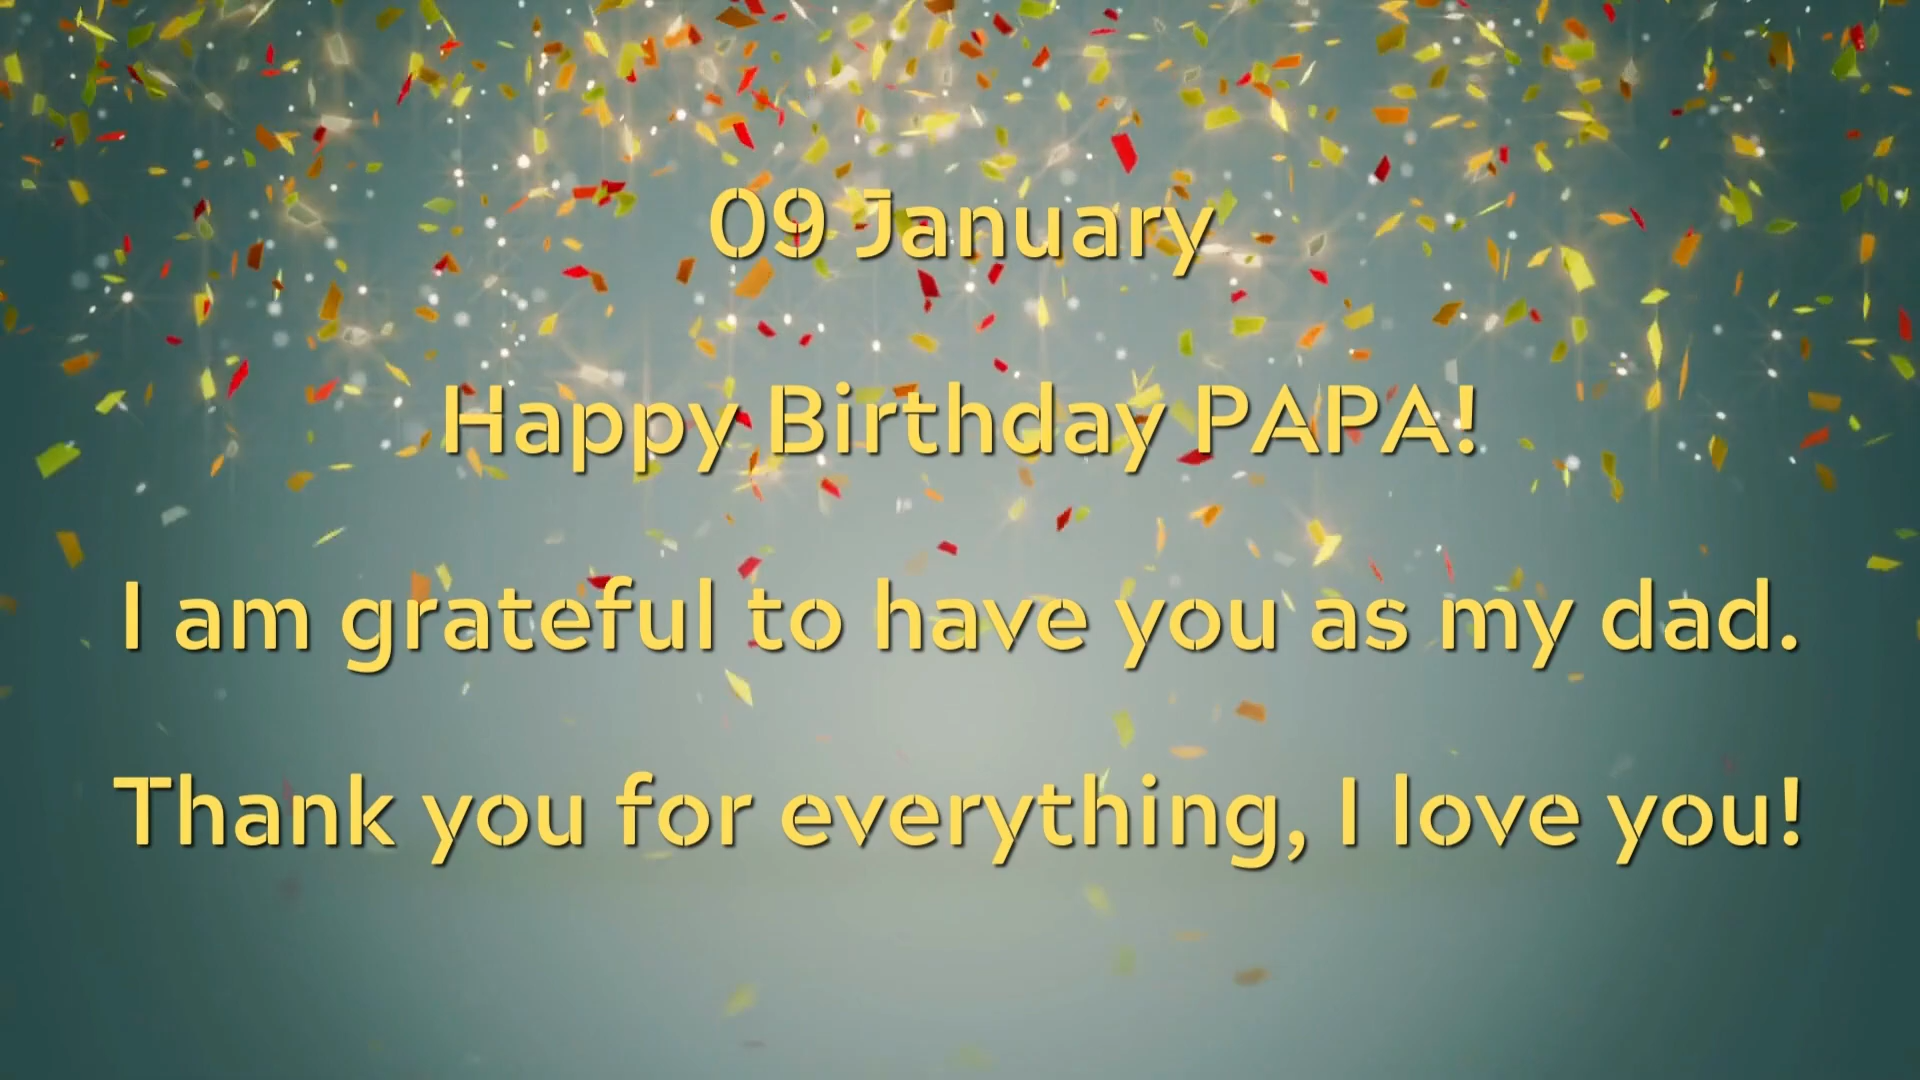 09 January
Happy Birthday PAPA!
I am grateful to have you as my dad.
Thank you for everything, I love you!